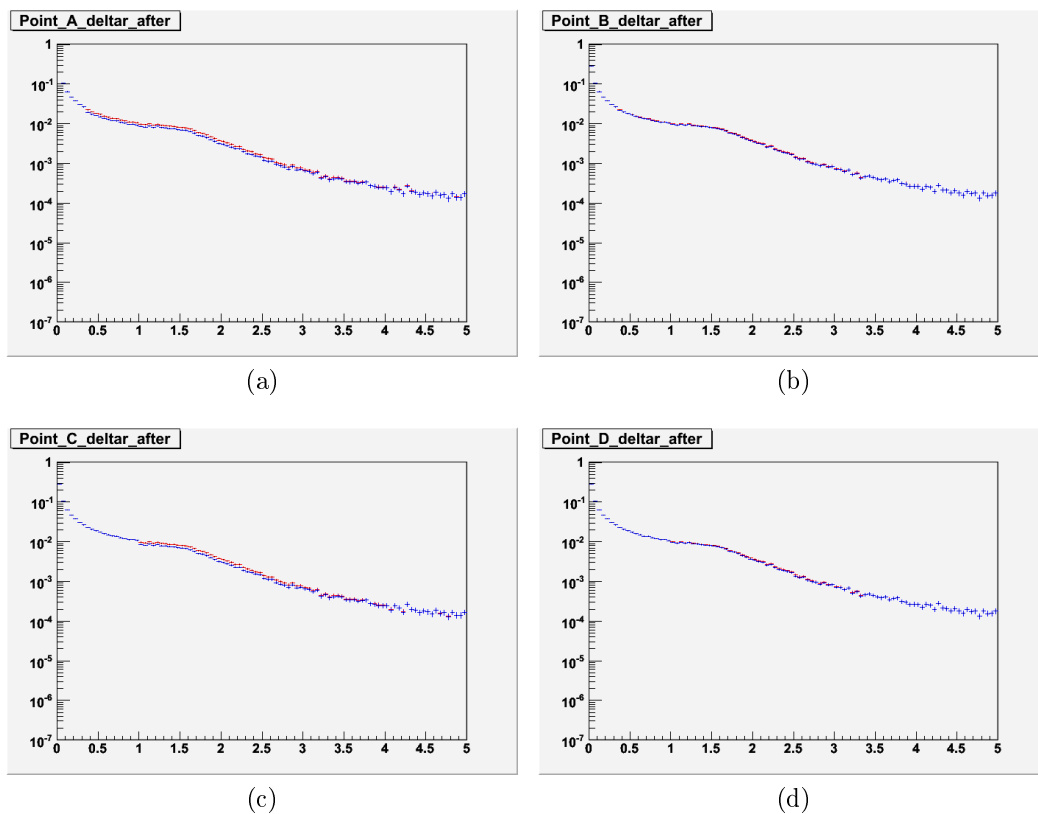 Point_A_deltar_after
1
10-1
10-2
10-3
10-4
10-5
10-6
10-7
0 0.5 1 1.5 2 2.5 3 3.5 4 4.5 5
(a)
Point_B_deltar_after
1
10-1
10-2
10-3
10-4
10-5
10-6
10-7
0 0.5 1 1.5 2 2.5 3 3.5 4 4.5 5
(b)
Point_C_deltar_after
1
10-1
10-2
10-3
10-4
10-5
10-6
10-7
0 0.5 1 1.5 2 2.5 3 3.5 4 4.5 5
(c)
Point_D_deltar_after
1
10-1
10-2
10-3
10-4
10-5
10-6
10-7
0 0.5 1 1.5 2 2.5 3 3.5 4 4.5 5
(d)